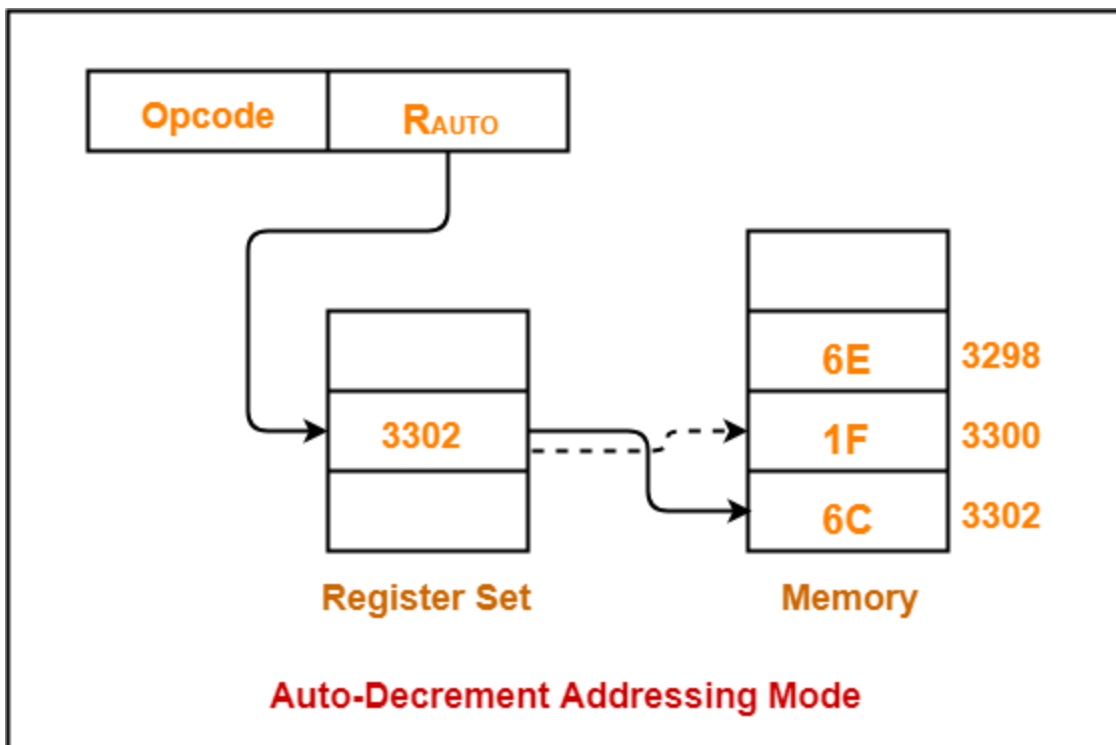 Opcode RAUTO
6E 3298
3302 1F 3300
6C 3302
Register Set Memory
Auto-Decrement Addressing Mode